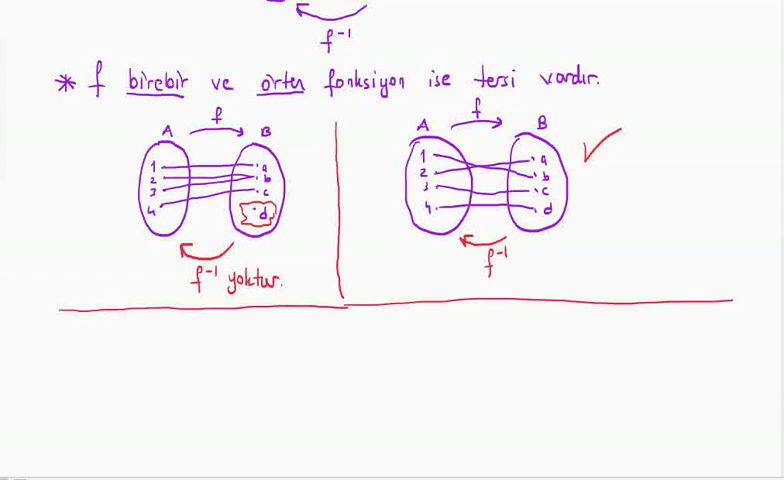 f⁻¹
* f birebir ve örten fonksiyon ise tersi vardır.
f
A B
1 a
2 b
3 c
4 d
f⁻¹ yoktur.
f
A B
1 a
2 b
3 c
4 d
f⁻¹